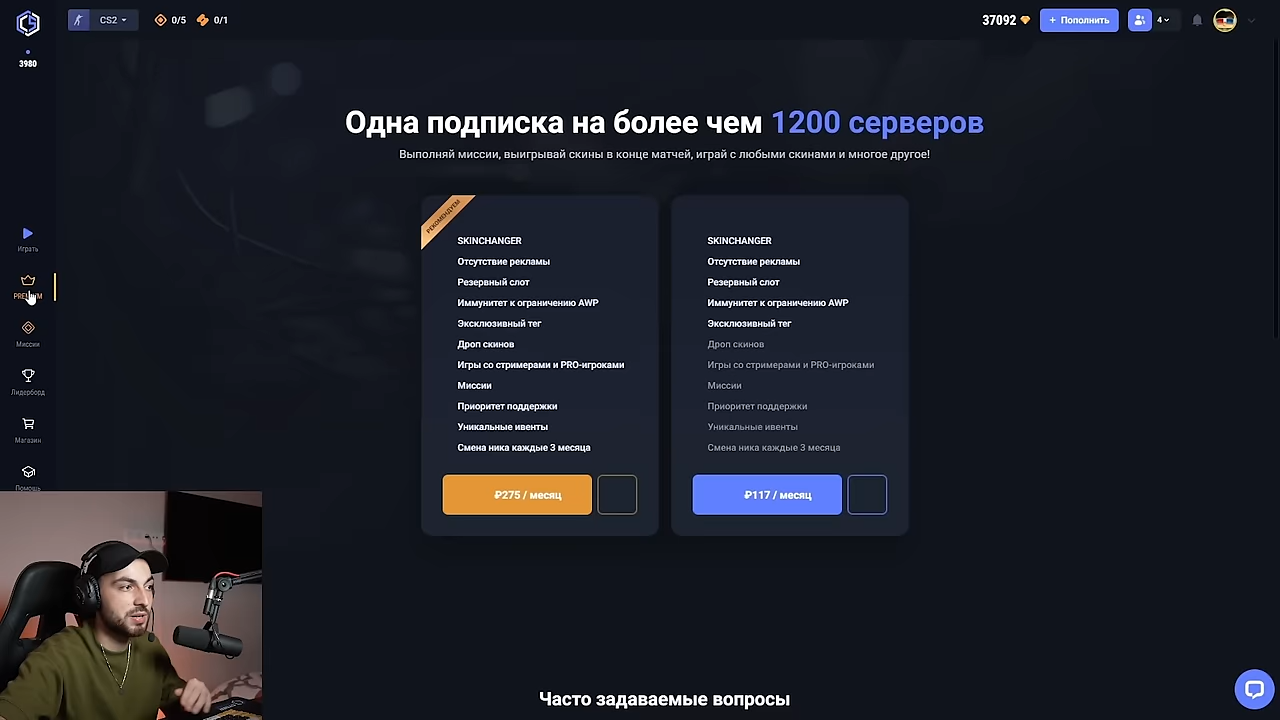 CS2
0/5
0/1
37092
+ Пополнить
4
3980
Одна подписка на более чем 1200 серверов
Выполняй миссии, выигрывай скины в конце матчей, играй с любыми скинами и многое другое!
Играть
PREMIUM
Миссии
Лидерборд
Магазин
Помощь
РЕКОМЕНДУЕМ
SKINCHANGER
Отсутствие рекламы
Резервный слот
Иммунитет к ограничению AWP
Эксклюзивный тег
Дроп скинов
Игры со стримерами и PRO-игроками
Миссии
Приоритет поддержки
Уникальные ивенты
Смена ника каждые 3 месяца
₽275 / месяц
SKINCHANGER
Отсутствие рекламы
Резервный слот
Иммунитет к ограничению AWP
Эксклюзивный тег
Дроп скинов
Игры со стримерами и PRO-игроками
Миссии
Приоритет поддержки
Уникальные ивенты
Смена ника каждые 3 месяца
₽117 / месяц
Часто задаваемые вопросы